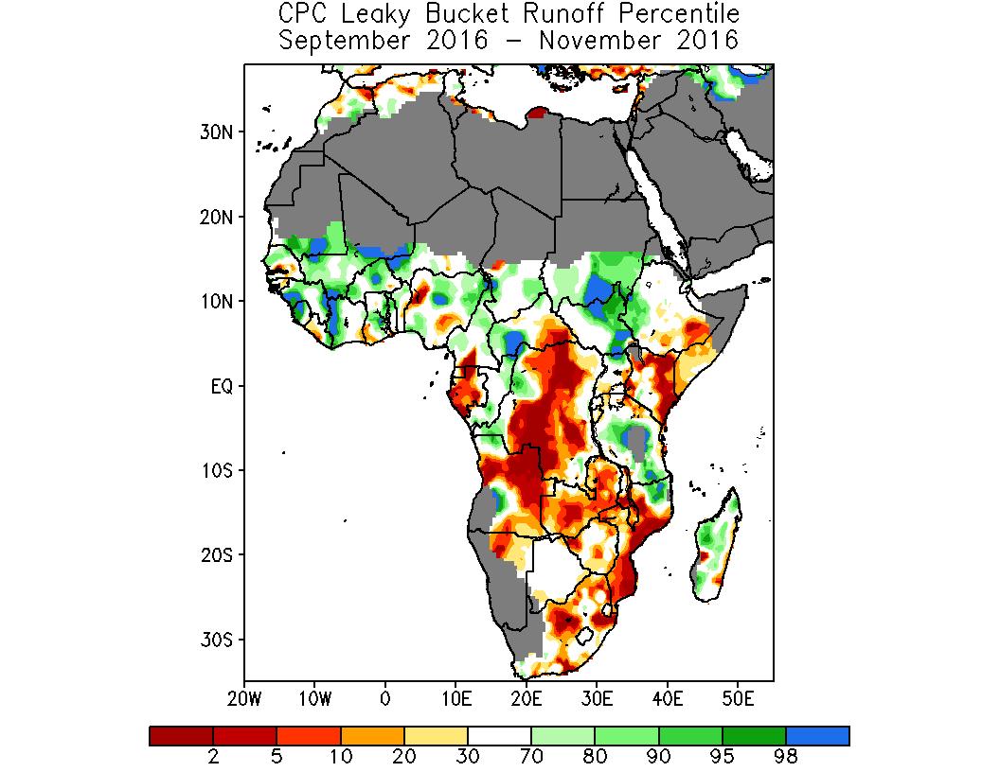 CPC Leaky Bucket Runoff Percentile
September 2016 – November 2016
30N
20N
10N
EQ
10S
20S
30S
20W 10W 0 10E 20E 30E 40E 50E
2 5 10 20 30 70 80 90 95 98